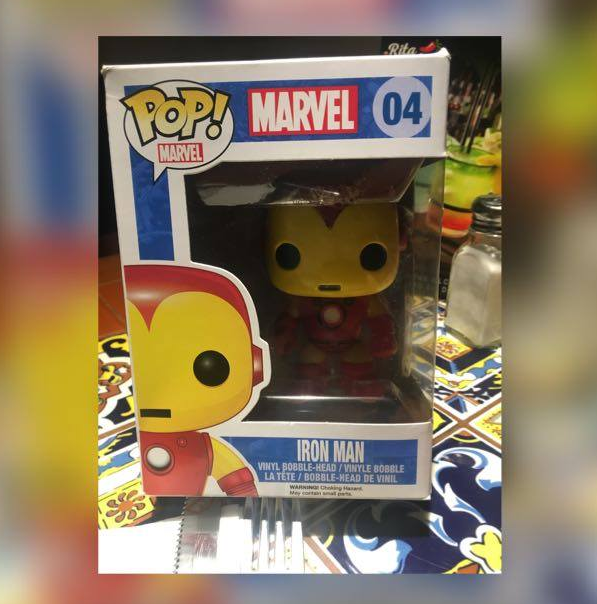 Rita
POP!
MARVEL
MARVEL
04
IRON MAN
VINYL BOBBLE-HEAD / VINYLE BOBBLE
LA TÊTE / BOBBLE-HEAD DE VINIL
WARNING! Choking Hazard.
May contain small parts.